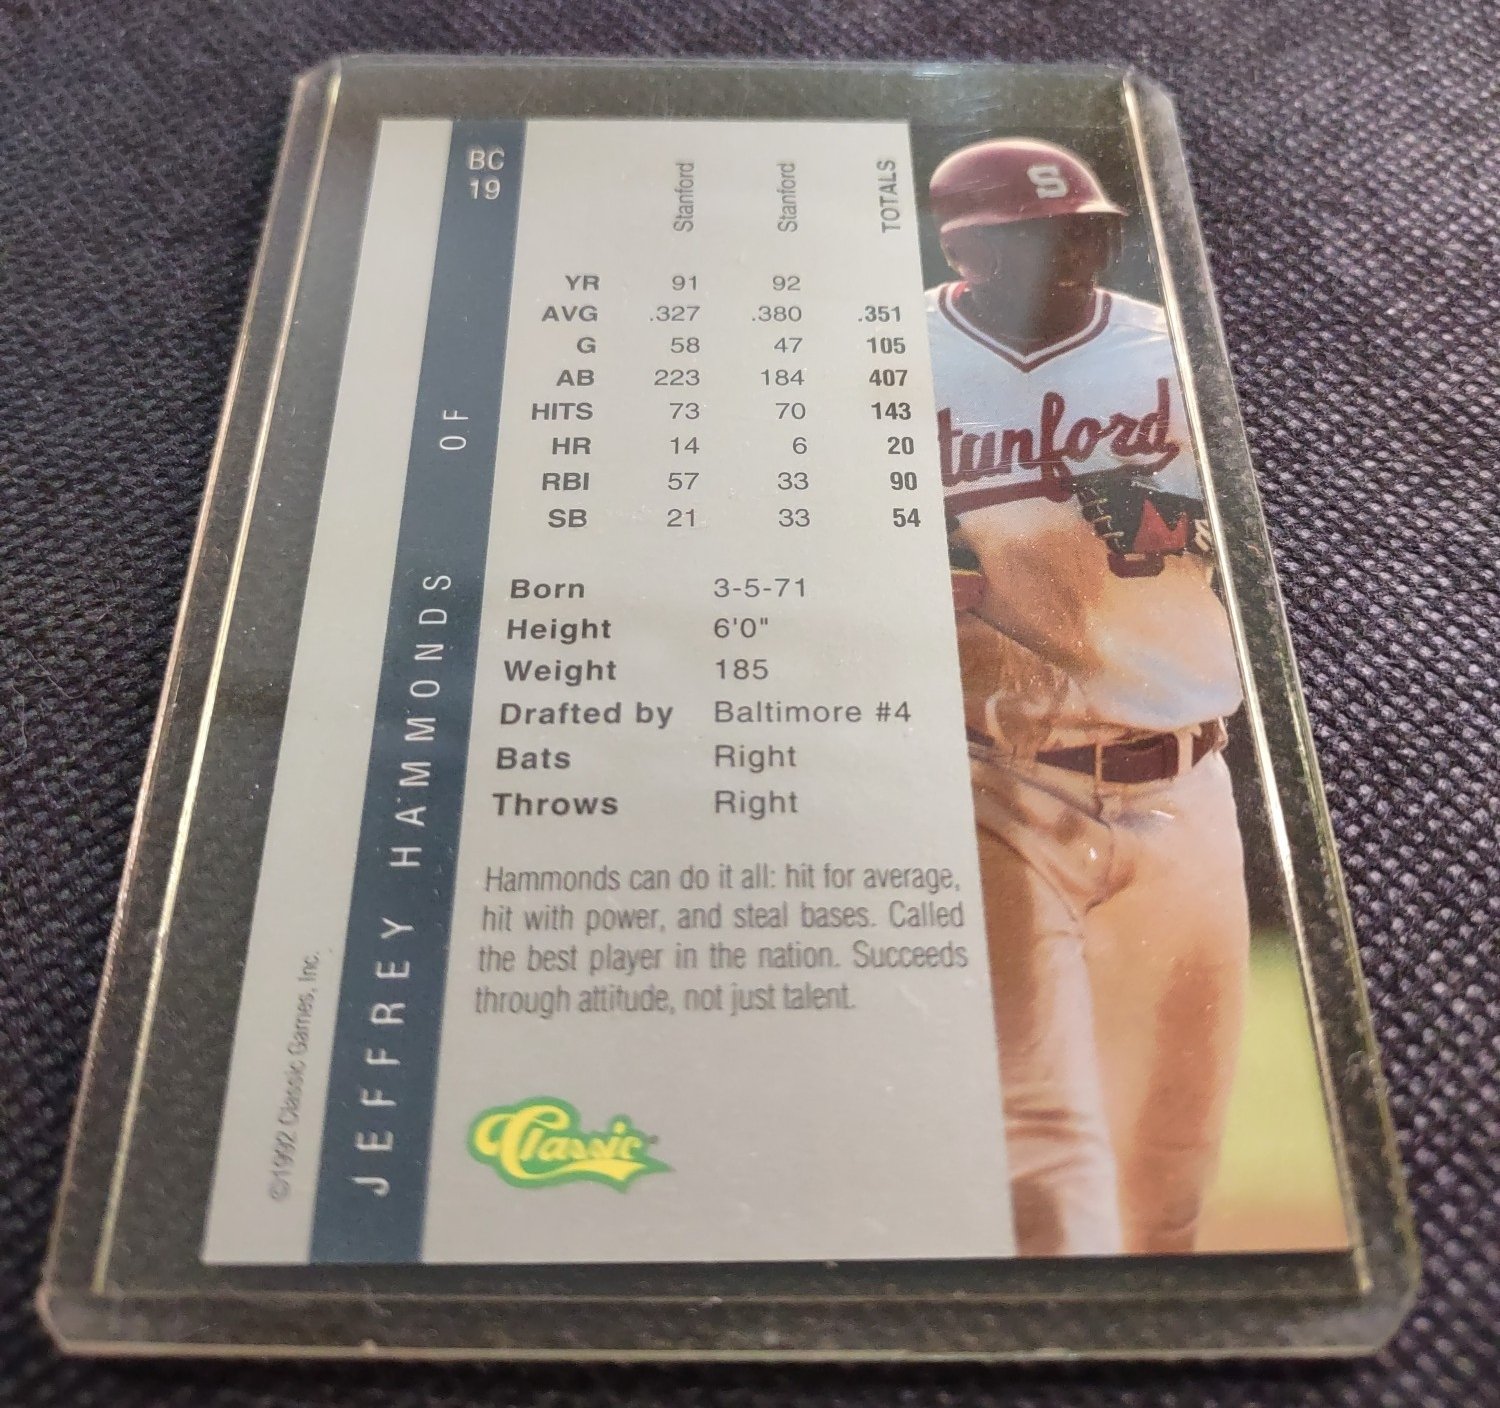 BC
19
JEFFREY HAMMONDS OF
©1992 Classic Games, Inc.
Stanford Stanford TOTALS
YR 91 92
AVG .327 .380 .351
G 58 47 105
AB 223 184 407
HITS 73 70 143
HR 14 6 20
RBI 57 33 90
SB 21 33 54
Born 3-5-71
Height 6'0"
Weight 185
Drafted by Baltimore #4
Bats Right
Throws Right
Hammonds can do it all: hit for average,
hit with power, and steal bases. Called
the best player in the nation. Succeeds
through attitude, not just talent.
Classic
S
tanford